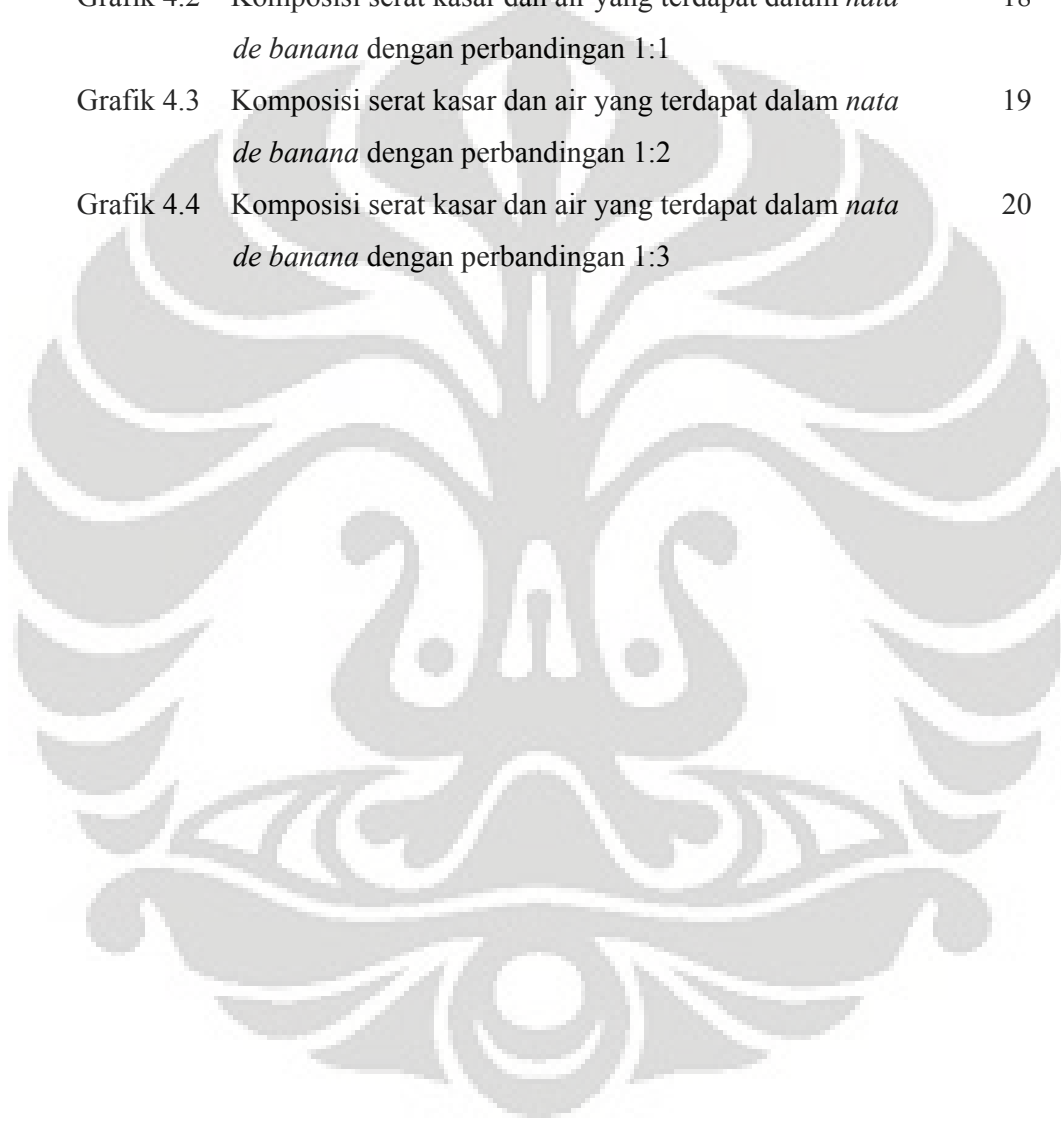 Grafik 4.2 Komposisi serat kasar dan air yang terdapat dalam nata 18
de banana dengan perbandingan 1:1
Grafik 4.3 Komposisi serat kasar dan air yang terdapat dalam nata 19
de banana dengan perbandingan 1:2
Grafik 4.4 Komposisi serat kasar dan air yang terdapat dalam nata 20
de banana dengan perbandingan 1:3